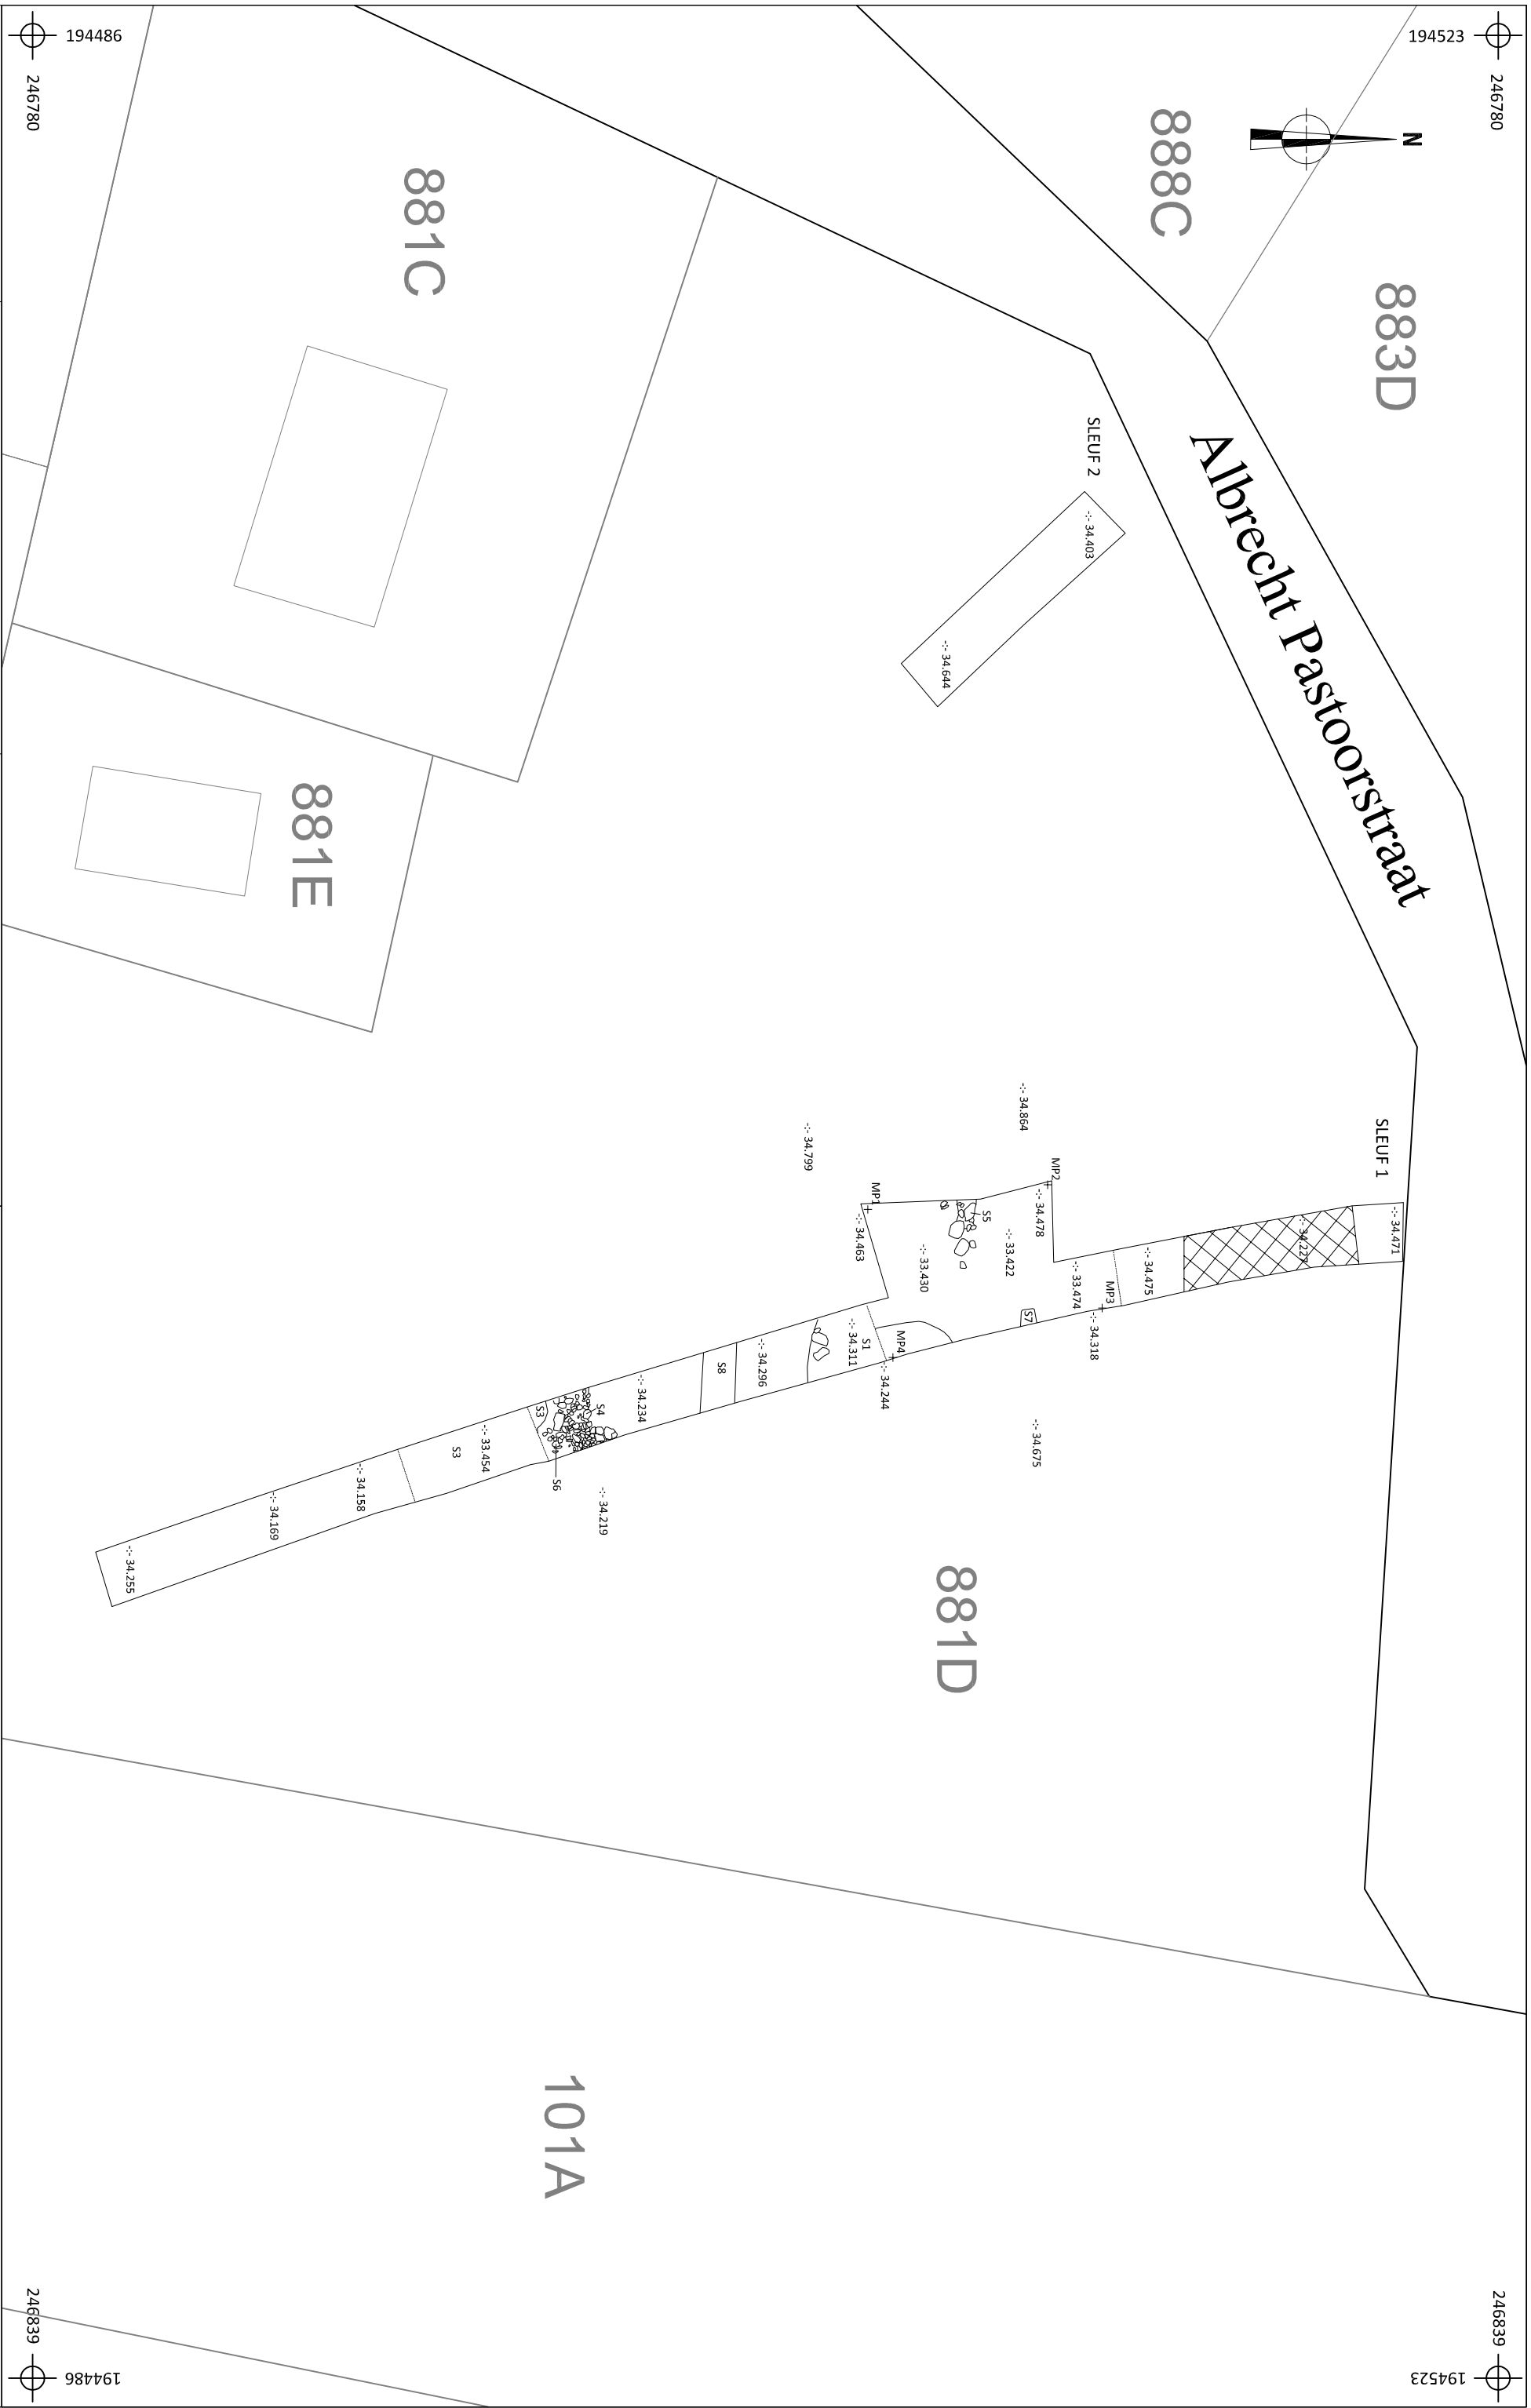 194486
246780
194523
246780
N
888C
883D
881C
881E
Albrecht Pastoorstraat
SLEUF 2
34.403
34.644
SLEUF 1
34.471
34.227
34.475
34.864
34.799
MP2
34.478
MP1
34.463
S5
33.422
33.430
33.474
MP3
34.318
S7
MP4
34.244
S1
34.311
34.296
S8
34.234
34.675
S4
S3
S6
34.219
33.454
S3
34.158
34.169
34.255
881D
101A
246839
194486
246839
194523